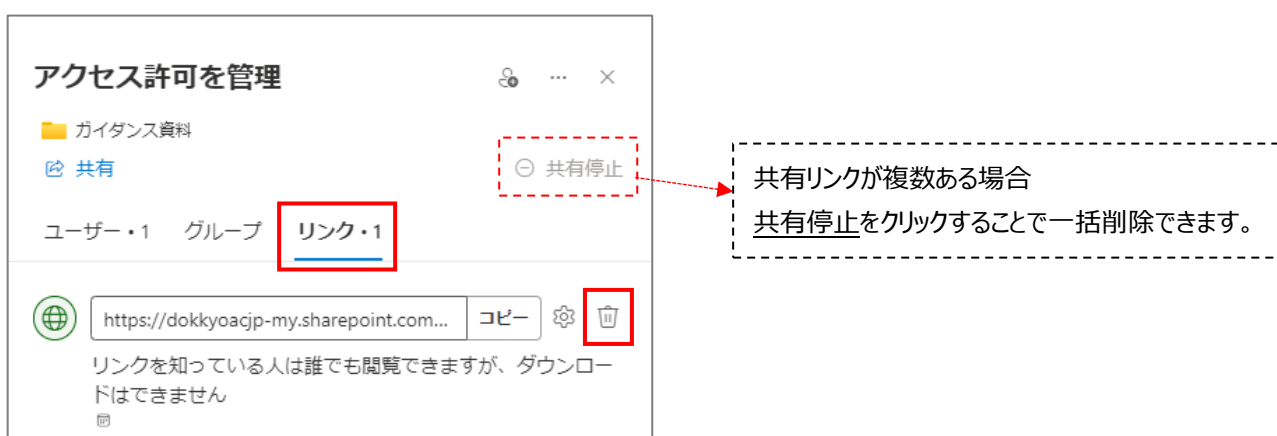 アクセス許可を管理
ガイダンス資料
共有
共有停止
ユーザー・1 グループ リンク・1
https://dokkyoacjp-my.sharepoint.com... コピー
リンクを知っている人は誰でも閲覧できますが、ダウンロー
ドはできません
共有リンクが複数ある場合
共有停止をクリックすることで一括削除できます。